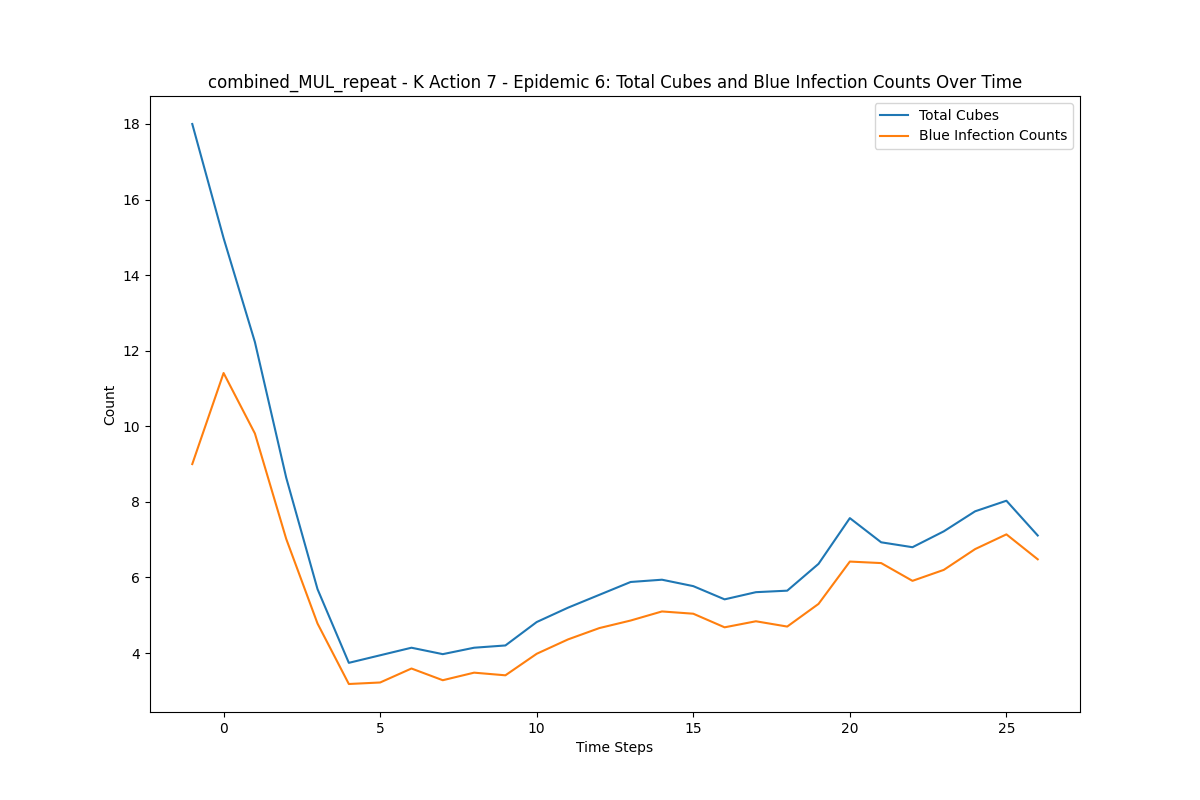 combined_MUL_repeat - K Action 7 - Epidemic 6: Total Cubes and Blue Infection Counts Over Time
Total Cubes
Blue Infection Counts
18
16
14
12
10
8
6
4
Count
0 5 10 15 20 25
Time Steps